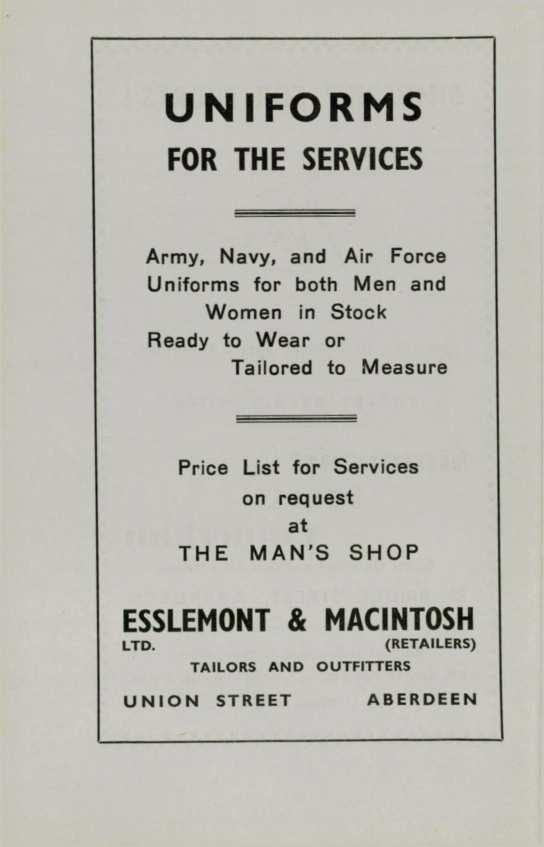 UNIFORMS
FOR THE SERVICES
Army, Navy, and Air Force
Uniforms for both Men and
Women in Stock
Ready to Wear or
Tailored to Measure
Price List for Services
on request
at
THE MAN'S SHOP
ESSLEMONT & MACINTOSH
LTD. (RETAILERS)
TAILORS AND OUTFITTERS
UNION STREET ABERDEEN